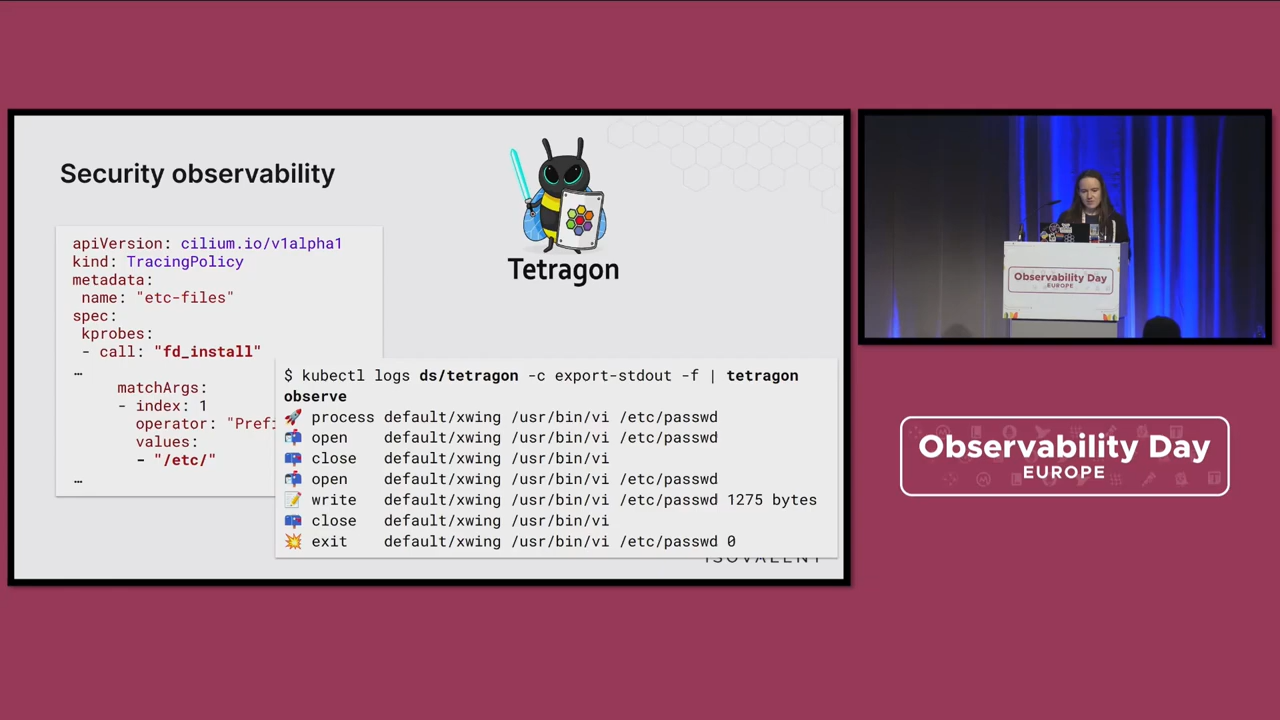 Security observability
Tetragon
apiVersion: cilium.io/v1alpha1
kind: TracingPolicy
metadata:
name: "etc-files"
spec:
kprobes:
- call: "fd_install"
…
matchArgs:
- index: 1
operator: "Prefi
values:
- "/etc/"
…
$ kubectl logs ds/tetragon -c export-stdout -f | tetragon
observe
🚀 process default/xwing /usr/bin/vi /etc/passwd
📬 open default/xwing /usr/bin/vi /etc/passwd
📪 close default/xwing /usr/bin/vi
📬 open default/xwing /usr/bin/vi /etc/passwd
📝 write default/xwing /usr/bin/vi /etc/passwd 1275 bytes
📪 close default/xwing /usr/bin/vi
💥 exit default/xwing /usr/bin/vi /etc/passwd 0
ISOVALENT
Observability Day
EUROPE
Observability Day
EUROPE